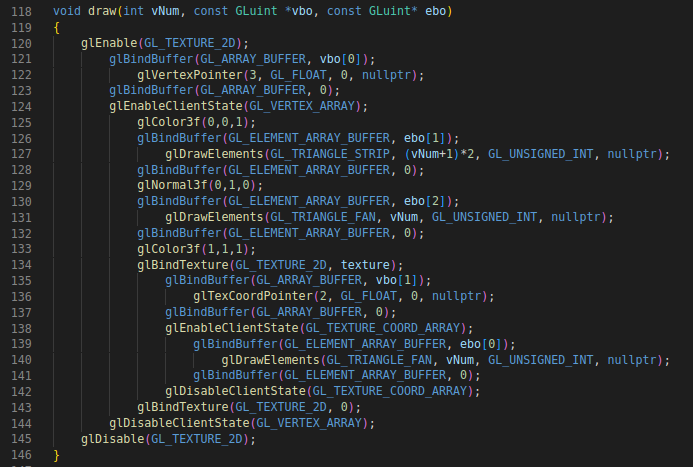 118 void draw(int vNum, const GLuint *vbo, const GLuint* ebo)
119 {
120 glEnable(GL_TEXTURE_2D);
121 glBindBuffer(GL_ARRAY_BUFFER, vbo[0]);
122 glVertexPointer(3, GL_FLOAT, 0, nullptr);
123 glBindBuffer(GL_ARRAY_BUFFER, 0);
124 glEnableClientState(GL_VERTEX_ARRAY);
125 glColor3f(0,0,1);
126 glBindBuffer(GL_ELEMENT_ARRAY_BUFFER, ebo[1]);
127 glDrawElements(GL_TRIANGLE_STRIP, (vNum+1)*2, GL_UNSIGNED_INT, nullptr);
128 glBindBuffer(GL_ELEMENT_ARRAY_BUFFER, 0);
129 glNormal3f(0,1,0);
130 glBindBuffer(GL_ELEMENT_ARRAY_BUFFER, ebo[2]);
131 glDrawElements(GL_TRIANGLE_FAN, vNum, GL_UNSIGNED_INT, nullptr);
132 glBindBuffer(GL_ELEMENT_ARRAY_BUFFER, 0);
133 glColor3f(1,1,1);
134 glBindTexture(GL_TEXTURE_2D, texture);
135 glBindBuffer(GL_ARRAY_BUFFER, vbo[1]);
136 glTexCoordPointer(2, GL_FLOAT, 0, nullptr);
137 glBindBuffer(GL_ARRAY_BUFFER, 0);
138 glEnableClientState(GL_TEXTURE_COORD_ARRAY);
139 glBindBuffer(GL_ELEMENT_ARRAY_BUFFER, ebo[0]);
140 glDrawElements(GL_TRIANGLE_FAN, vNum, GL_UNSIGNED_INT, nullptr);
141 glBindBuffer(GL_ELEMENT_ARRAY_BUFFER, 0);
142 glDisableClientState(GL_TEXTURE_COORD_ARRAY);
143 glBindTexture(GL_TEXTURE_2D, 0);
144 glDisableClientState(GL_VERTEX_ARRAY);
145 glDisable(GL_TEXTURE_2D);
146 }